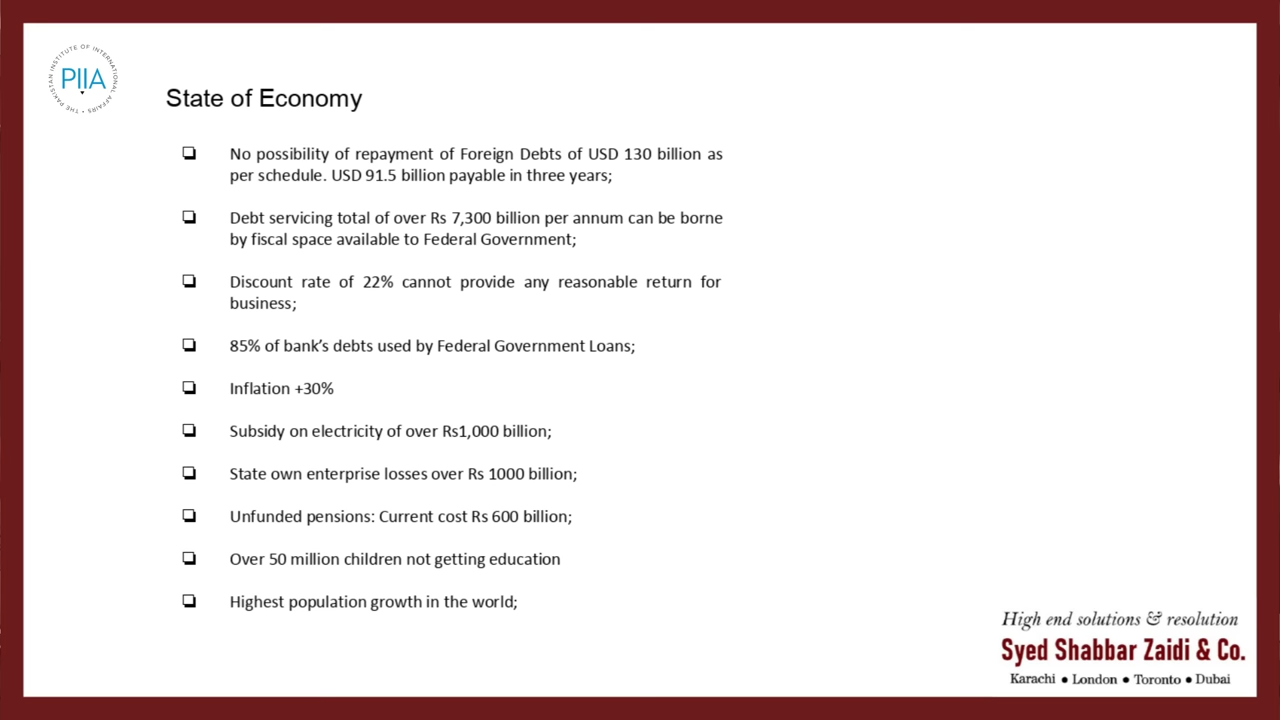 THE PAKISTAN INSTITUTE OF INTERNATIONAL AFFAIRS •
PIIA
State of Economy
❑ No possibility of repayment of Foreign Debts of USD 130 billion as
per schedule. USD 91.5 billion payable in three years;
❑ Debt servicing total of over Rs 7,300 billion per annum can be borne
by fiscal space available to Federal Government;
❑ Discount rate of 22% cannot provide any reasonable return for
business;
❑ 85% of bank’s debts used by Federal Government Loans;
❑ Inflation +30%
❑ Subsidy on electricity of over Rs1,000 billion;
❑ State own enterprise losses over Rs 1000 billion;
❑ Unfunded pensions: Current cost Rs 600 billion;
❑ Over 50 million children not getting education
❑ Highest population growth in the world;
High end solutions & resolution
Syed Shabbar Zaidi & Co.
Karachi • London • Toronto • Dubai